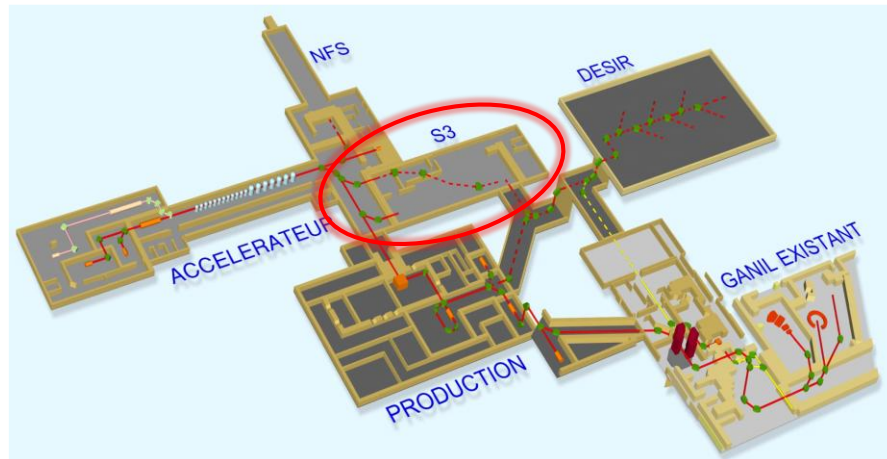 NFS
DESIR
S3
ACCELERATEUR
GANIL EXISTANT
PRODUCTION